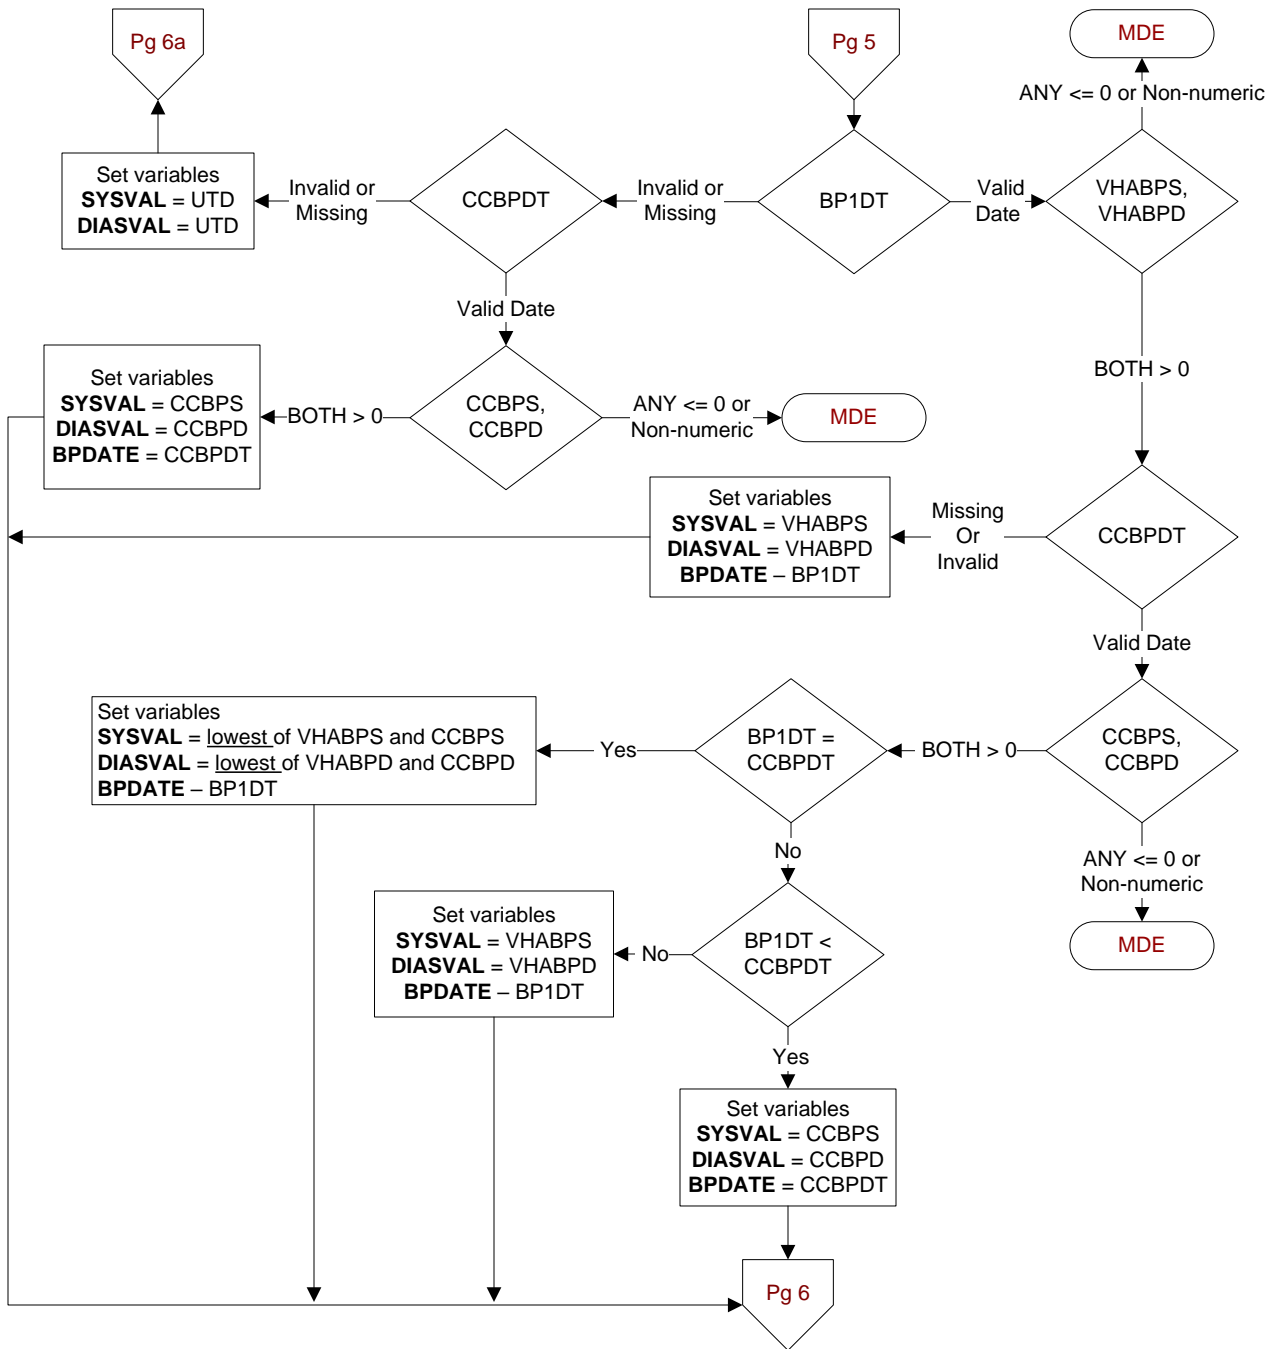 Pg 6a
Pg 5
MDE
ANY <= 0 or Non-numeric
Set variables
SYSVAL = UTD
DIASVAL = UTD
Invalid or
Missing
CCBPDT
Invalid or
Missing
BP1DT
Valid
Date
VHABPS,
VHABPD
Valid Date
BOTH > 0
Set variables
SYSVAL = CCBPS
DIASVAL = CCBPD
BPDATE = CCBPDT
BOTH > 0
CCBPS,
CCBPD
ANY <= 0 or
Non-numeric
MDE
Set variables
SYSVAL = VHABPS
DIASVAL = VHABPD
BPDATE – BP1DT
Missing
Or
Invalid
CCBPDT
Valid Date
Set variables
SYSVAL = lowest of VHABPS and CCBPS
DIASVAL = lowest of VHABPD and CCBPD
BPDATE – BP1DT
Yes
BP1DT =
CCBPDT
BOTH > 0
CCBPS,
CCBPD
No
ANY <= 0 or
Non-numeric
Set variables
SYSVAL = VHABPS
DIASVAL = VHABPD
BPDATE – BP1DT
No
BP1DT <
CCBPDT
MDE
Yes
Set variables
SYSVAL = CCBPS
DIASVAL = CCBPD
BPDATE = CCBPDT
Pg 6